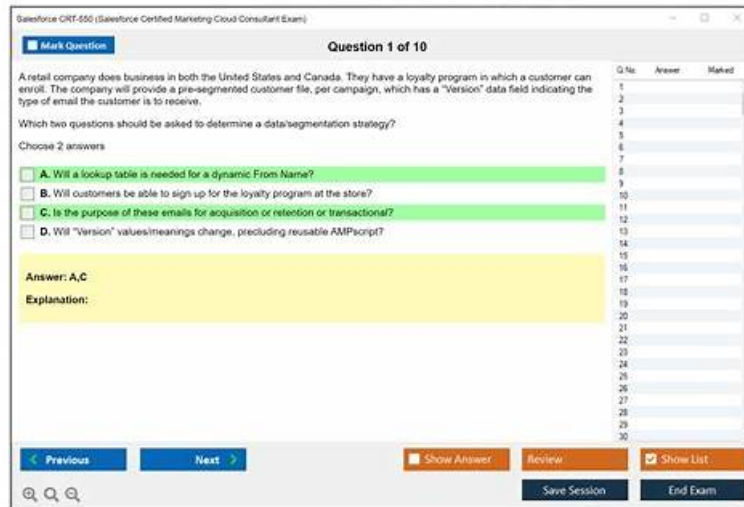 Salesforce CRT-550 (Salesforce Certified Marketing Cloud Consultant Exam)
Mark Question
Question 1 of 10
A retail company does business in both the United States and Canada. They have a loyalty program in which a customer can
enroll. The company will provide a pre-segmented customer file, per campaign, which has a "Version" data field indicating the
type of email the customer is to receive.
Which two questions should be asked to determine a data/segmentation strategy?
Choose 2 answers
A. Will a lookup table is needed for a dynamic From Name?
B. Will customers be able to sign up for the loyalty program at the store?
C. Is the purpose of these emails for acquisition or retention or transactional?
D. Will "Version" values/meanings change, precluding reusable AMPscript?
Answer: A,C
Explanation:
Q No. Answer Marked
1
2
3
4
5
6
7
8
9
10
11
12
13
14
15
16
17
18
19
20
21
22
23
24
25
26
27
28
29
30
Previous
Next
Show Answer
Review
Show List
Save Session
End Exam